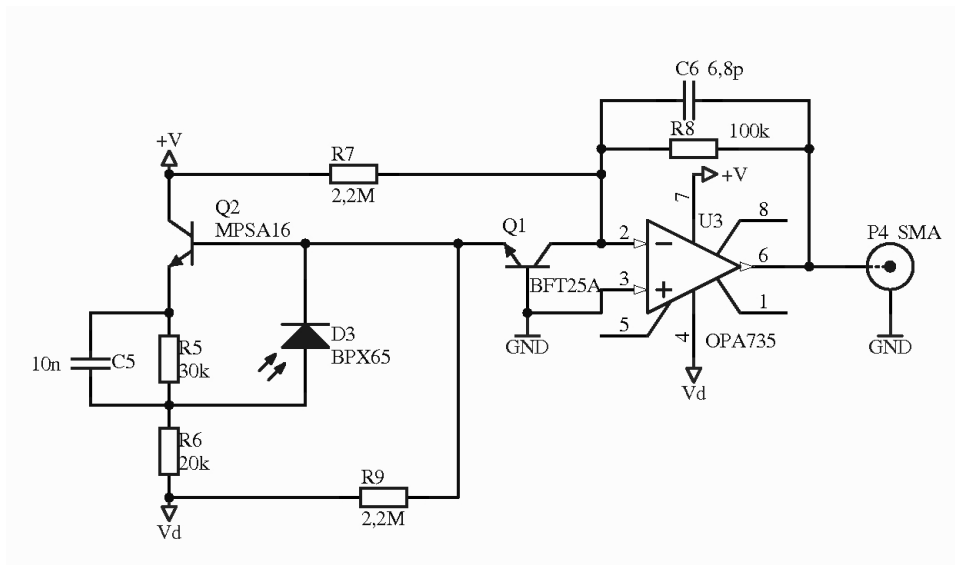 C6 6,8p
R8 100k
+V
R7
2,2M
+V
7
8
Q2
MPSA16
Q1
U3
P4 SMA
2
6
BFT25A
3
1
5
4
OPA735
GND
GND
D3
BPX65
10n
C5
R5
30k
Vd
R6
20k
R9
2,2M
Vd